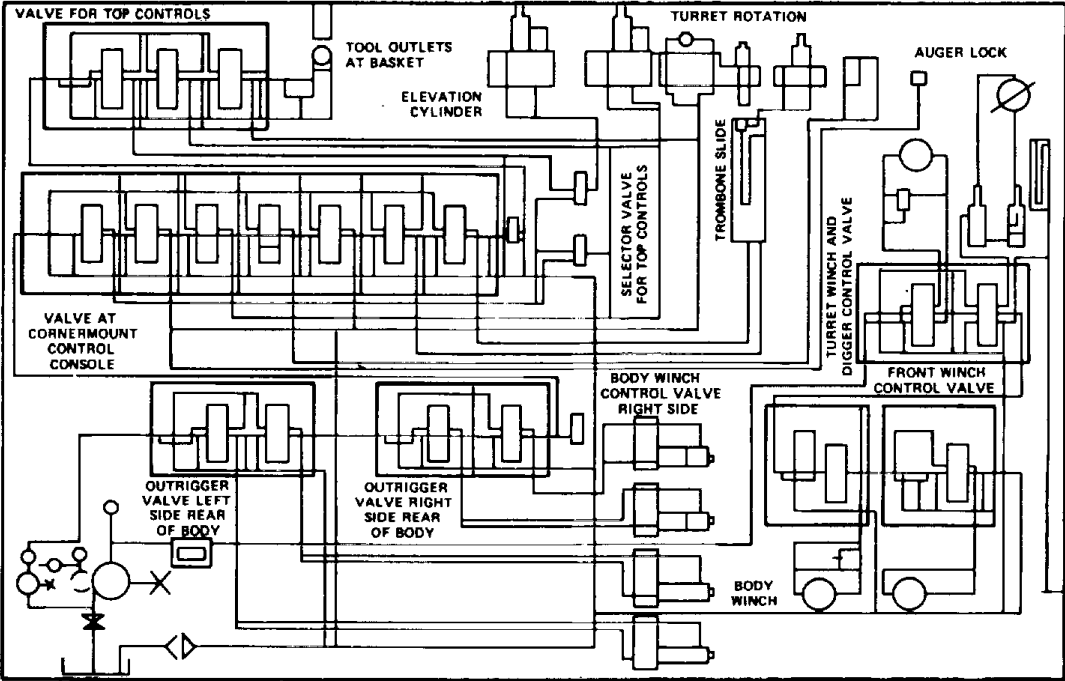 VALVE FOR TOP CONTROLS
TOOL OUTLETS
AT BASKET
ELEVATION
CYLINDER
TURRET ROTATION
AUGER LOCK
TROMBONE SLIDE
SELECTOR VALVE
FOR TOP CONTROLS
TURRET WINCH AND
DIGGER CONTROL VALVE
VALVE AT
CORNERMOUNT
CONTROL
CONSOLE
BODY WINCH
CONTROL VALVE
RIGHT SIDE
FRONT WINCH
CONTROL VALVE
OUTRIGGER
VALVE LEFT
SIDE REAR
OF BODY
OUTRIGGER
VALVE RIGHT
SIDE REAR
OF BODY
BODY
WINCH